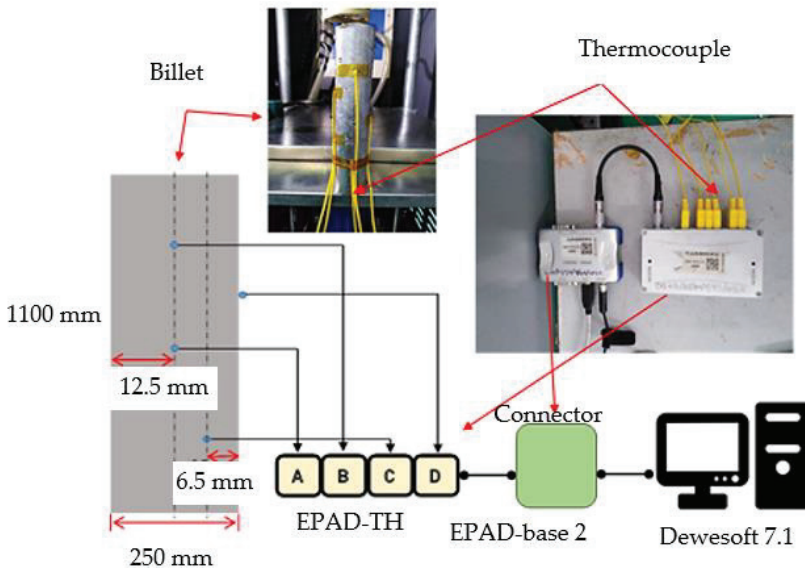 Billet
Thermocouple
1100 mm
12.5 mm
6.5 mm
250 mm
A B C D
EPAD-TH
Connector
EPAD-base 2
Dewesoft 7.1